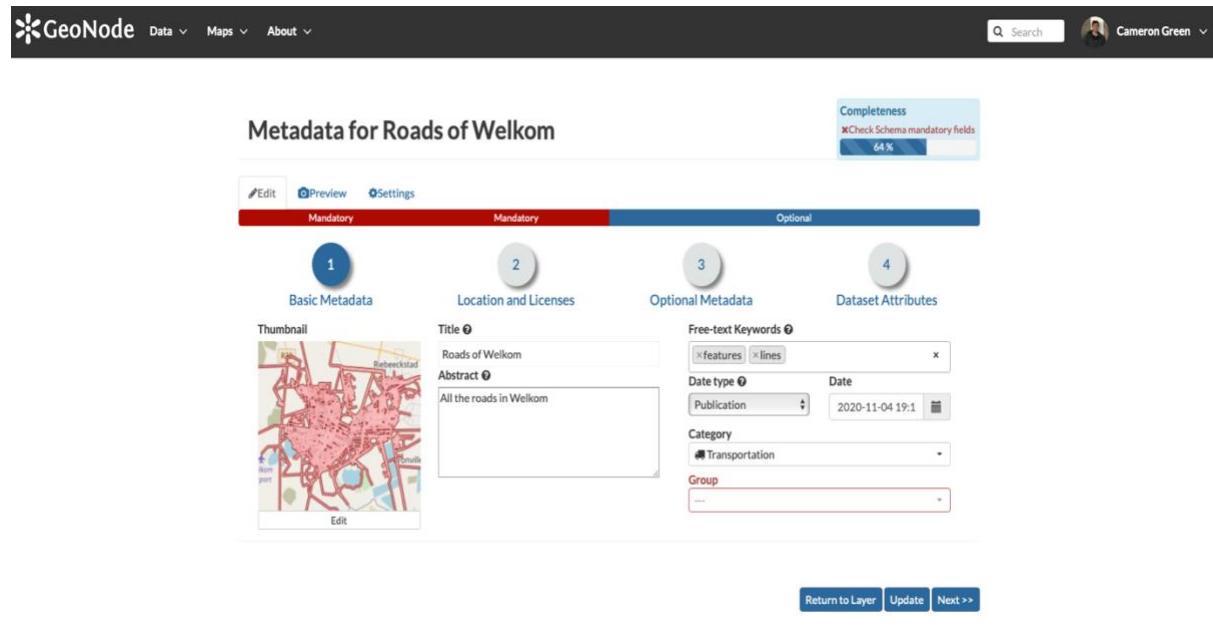 GeoNode Data Maps About Search Cameron Green
Metadata for Roads of Welkom
Completeness
Check Schema mandatory fields
64 %
Edit Preview Settings
Mandatory Mandatory Optional
1 2 3 4
Basic Metadata Location and Licenses Optional Metadata Dataset Attributes
Thumbnail
Riebeeckstad
Edit
Title
Roads of Welkom
Abstract
All the roads in Welkom
Free-text Keywords
×features ×lines x
Date type Date
Publication 2020-11-04 19:1
Category
Transportation
Group
---
Return to Layer Update Next >>